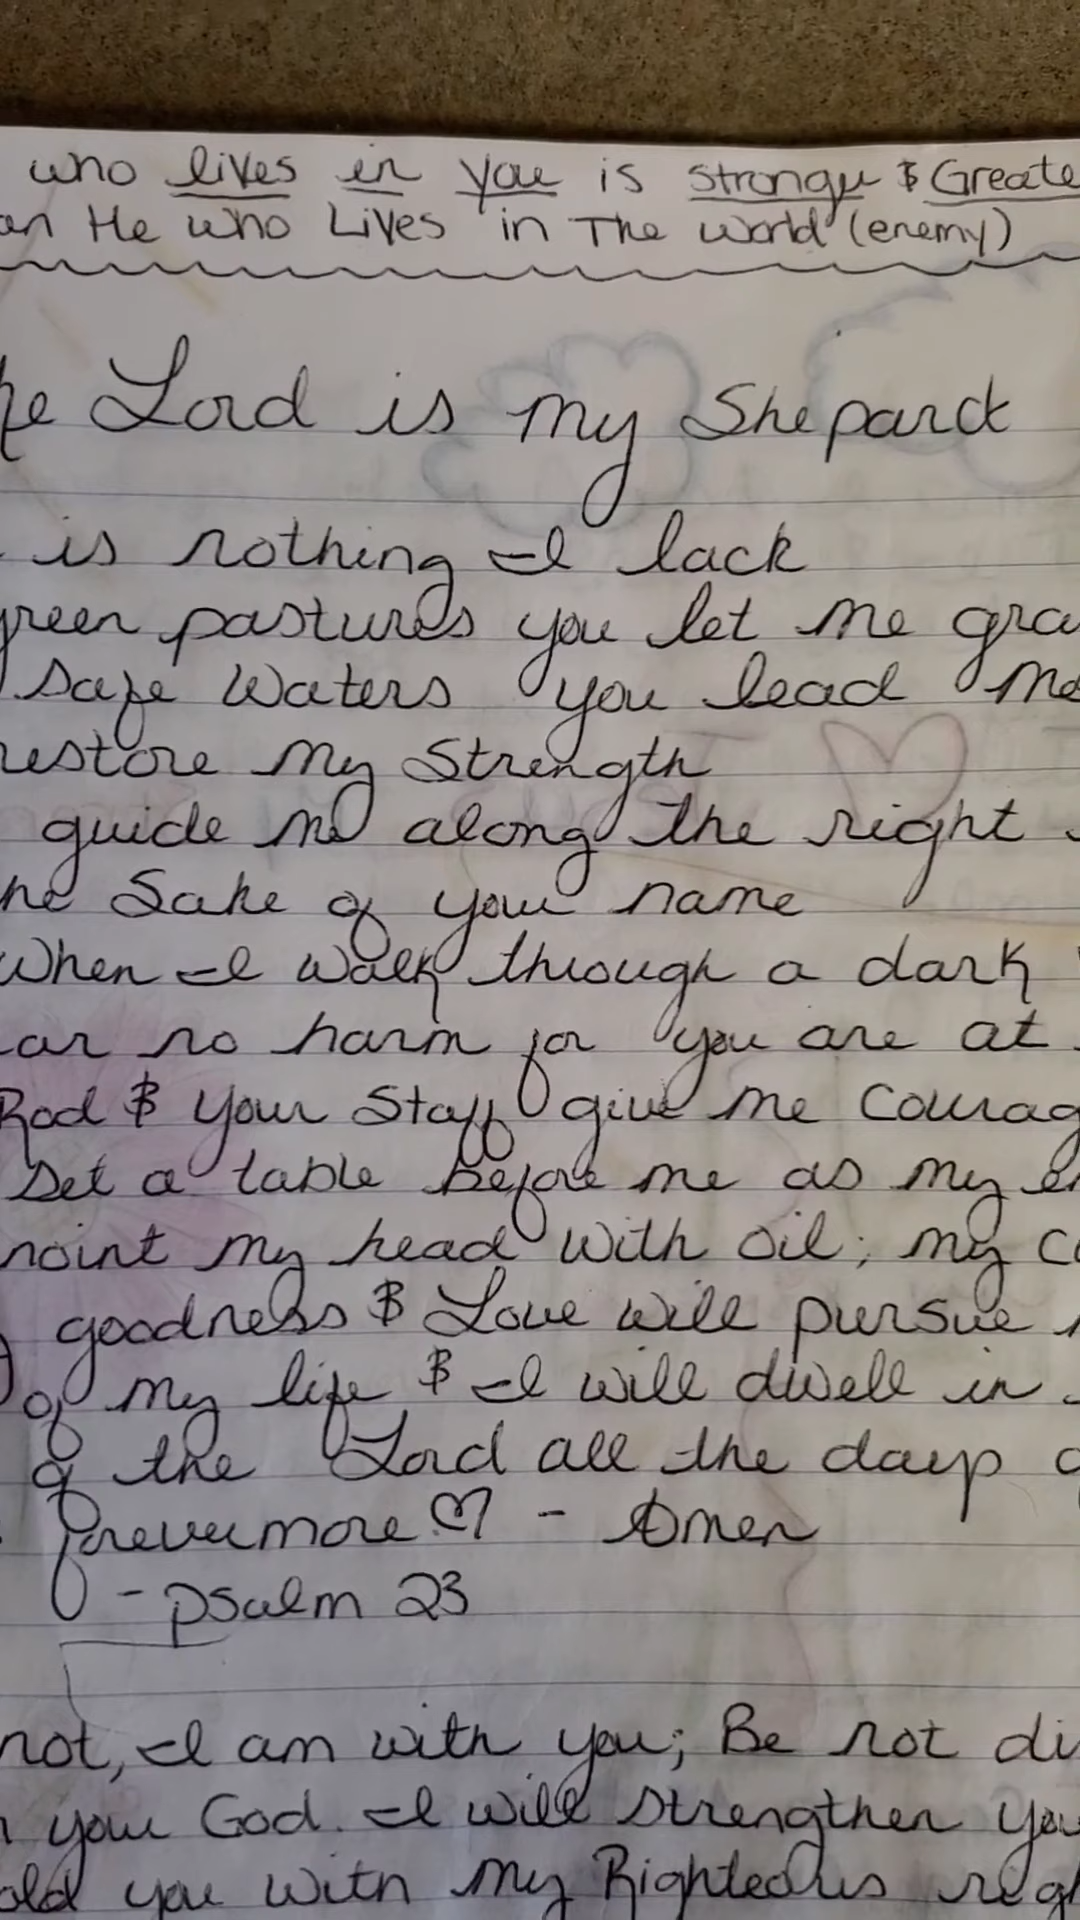 who lives in you is stronger & Greate
an He who Lives in The World (enemy)
he Lord is my Shepard
is nothing I lack
green pastures you let me gra
safe Waters you lead me
restore my Strength
guide me along the right
he Sake of your name
When I walk through a dark
ar no harm for you are at
Rod & your Staff give me Courag
Set a table before me as my en
noint my head with oil; my c
goodness & Love will pursue
of my life & I will dwell in
of the Lord all the days o
forevermore ♡ - Amen
- psalm 23
not, I am with you; Be not di
your God. I will strengthen you
old you with my Righteous righ